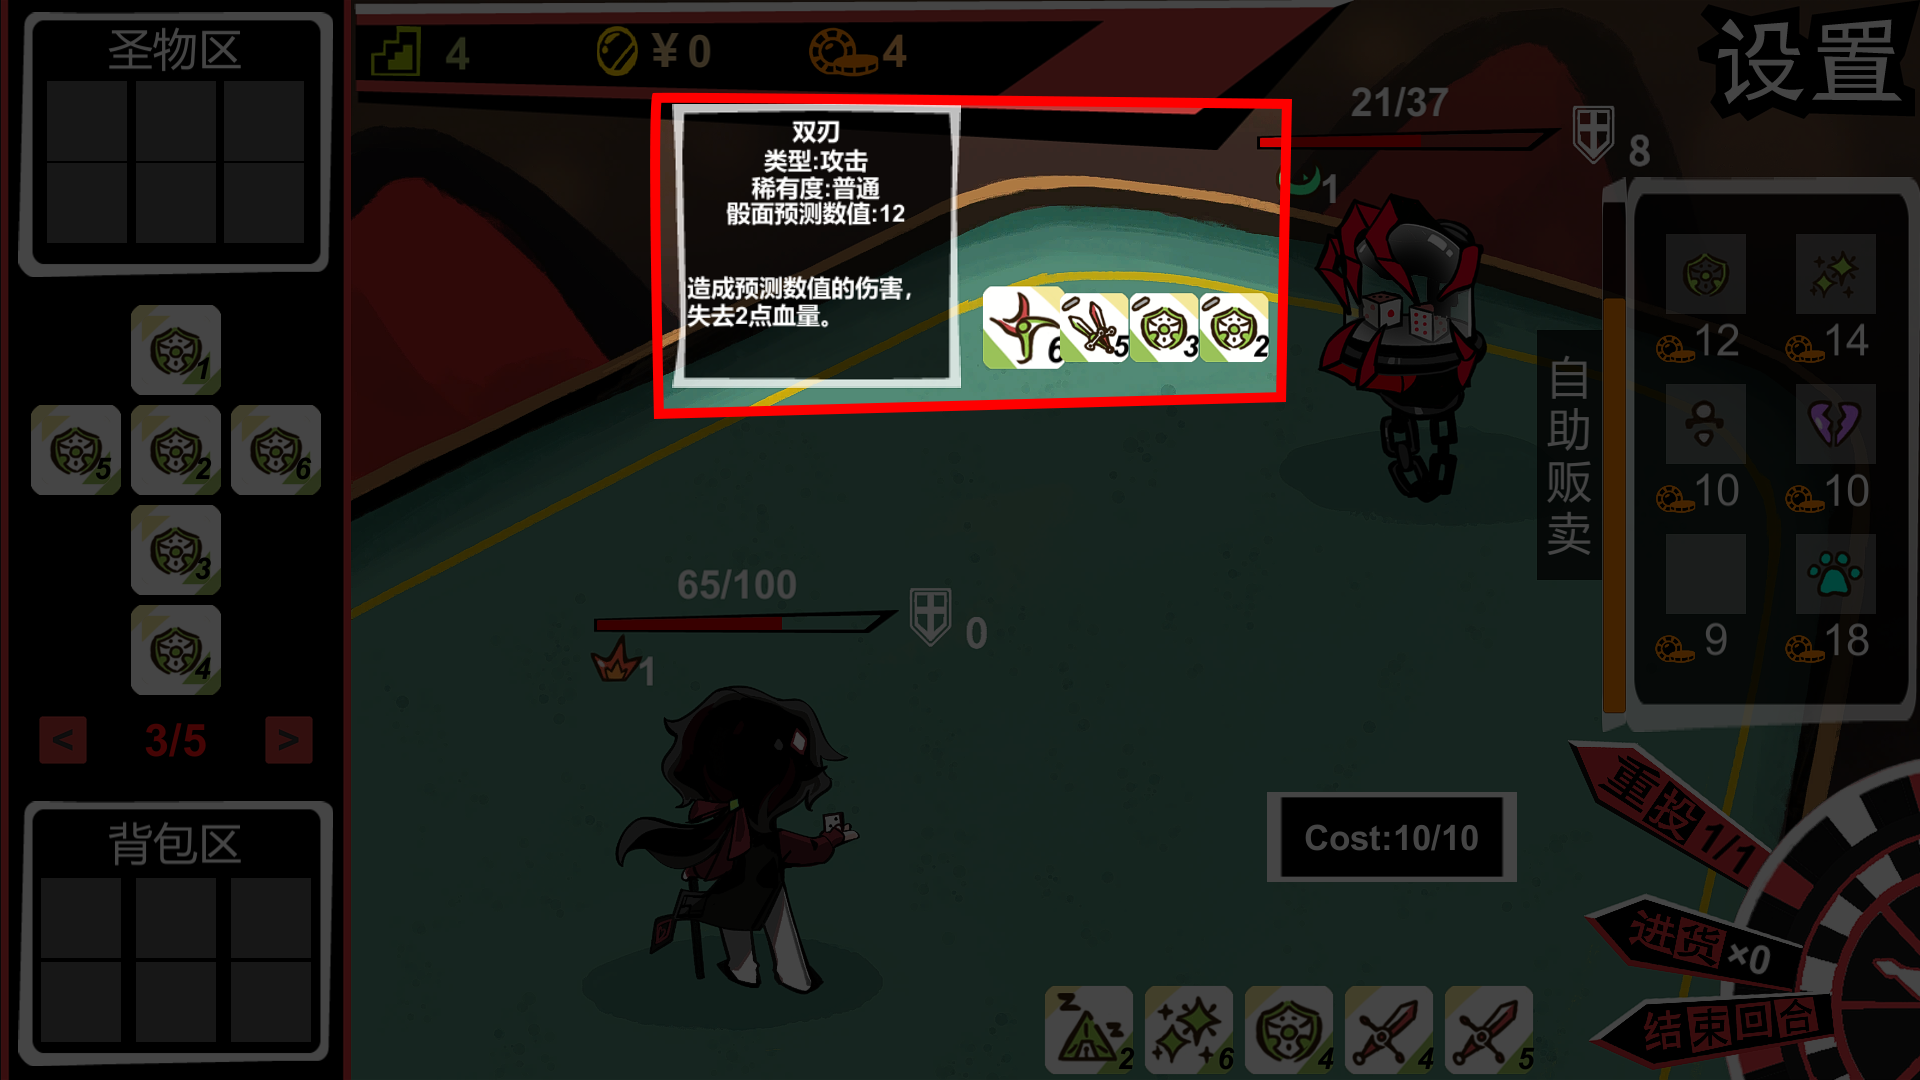 圣物区
4
¥0
4
设置
21/37
8
1
双刃
类型:攻击
稀有度:普通
骰面预测数值:12
造成预测数值的伤害,
失去2点血量。
6
5
3
2
1
5
2
6
3
4
<
3/5
>
背包区
自助贩卖
12
14
10
10
9
18
65/100
0
1
Cost:10/10
重投1/1
进货×0
结束回合
2
6
4
4
5